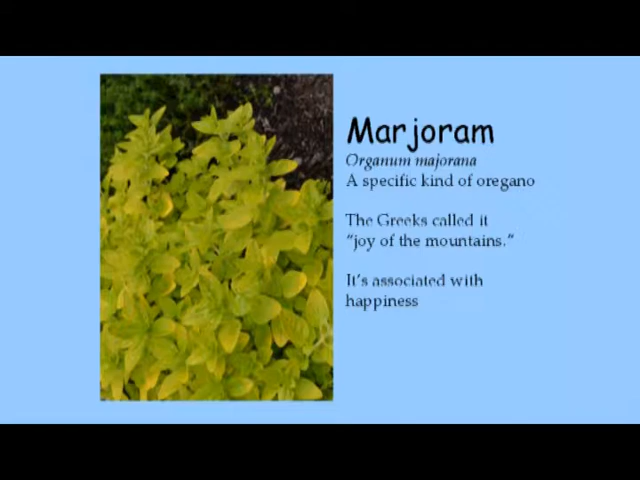 Marjoram
Organum majorana
A specific kind of oregano
The Greeks called it
"joy of the mountains."
It's associated with
happiness